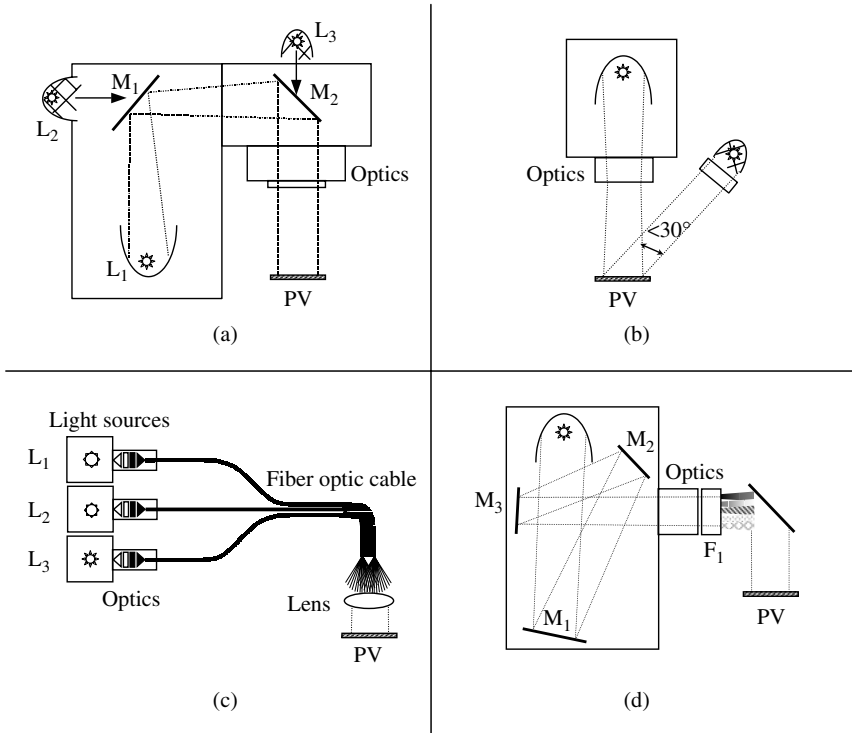 L3
M1
M2
L2
Optics
L1
PV
(a)
Optics
<30°
PV
(b)
Light sources
L1
Fiber optic cable
L2
L3
Optics
Lens
PV
(c)
M2
Optics
M3
F1
M1
PV
(d)